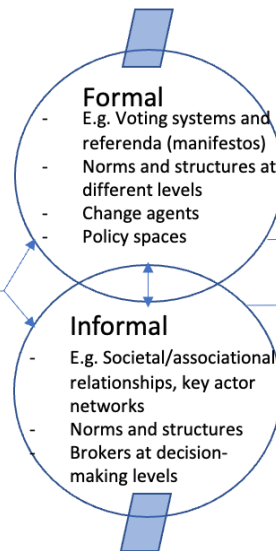 Formal
- E.g. Voting systems and
referenda (manifestos)
- Norms and structures at
different levels
- Change agents
- Policy spaces
Informal
- E.g. Societal/associational
relationships, key actor
networks
- Norms and structures
- Brokers at decision-
making levels